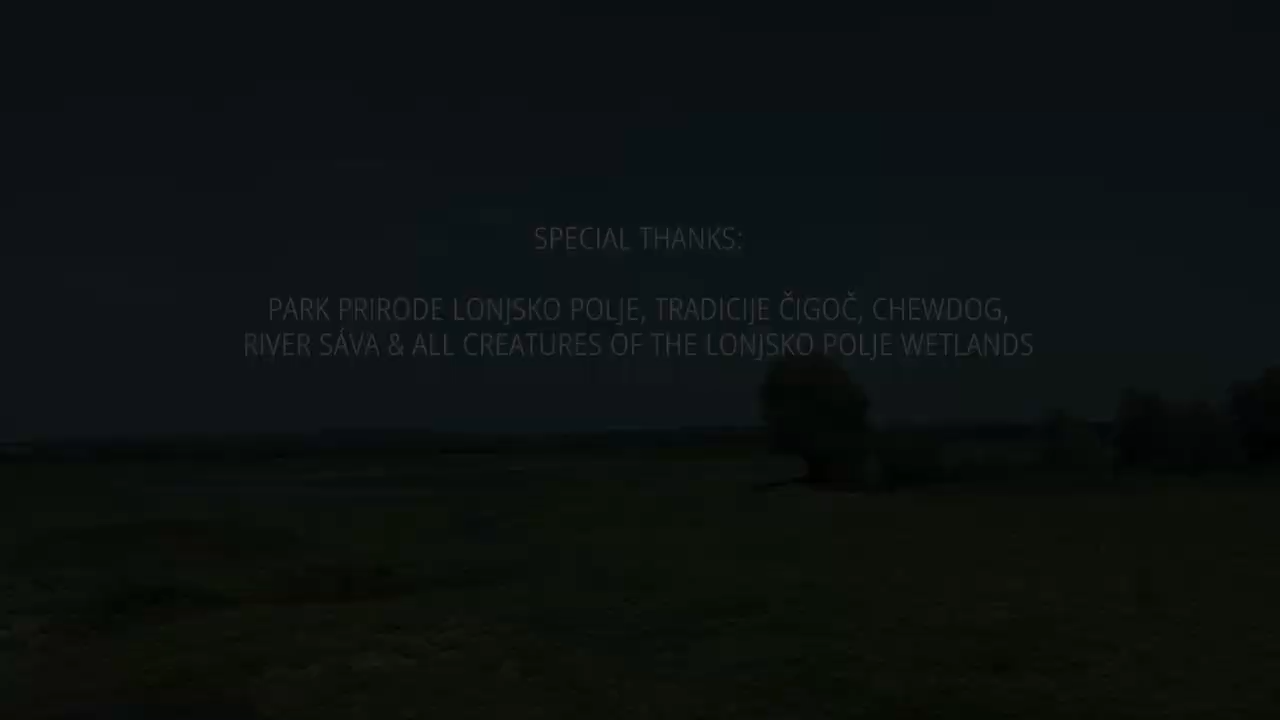 SPECIAL THANKS:
PARK PRIRODE LONJSKO POLJE, TRADICIJE ČIGOČ, CHEWDOG,
RIVER SÁVA & ALL CREATURES OF THE LONJSKO POLJE WETLANDS